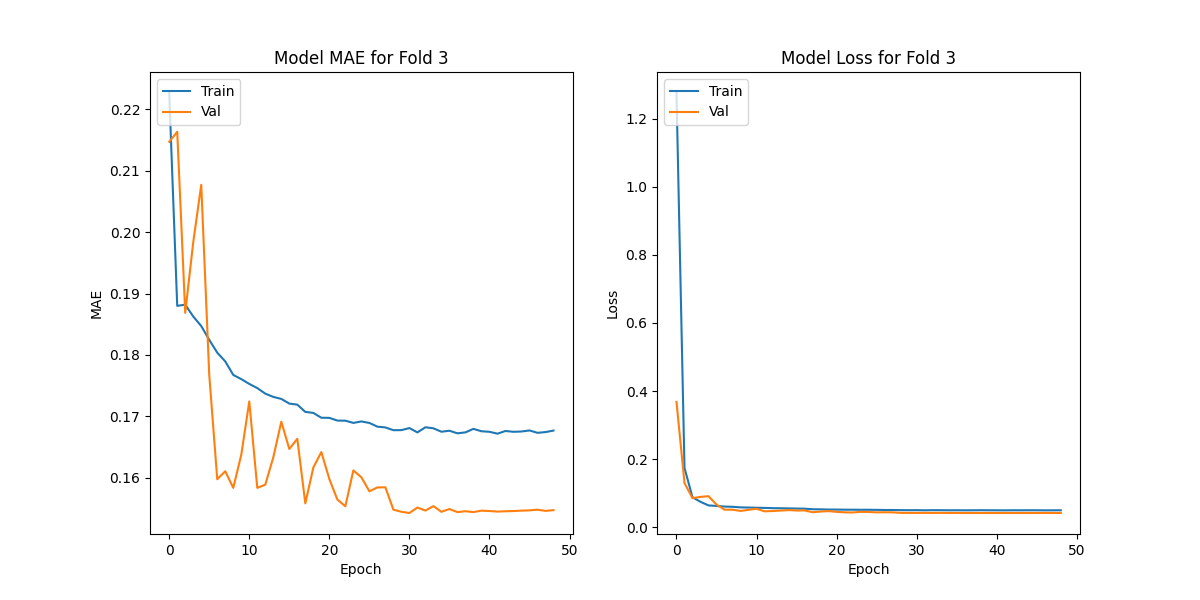 Model MAE for Fold 3
Train
Val
0.22
0.21
0.20
0.19
0.18
0.17
0.16
MAE
0 10 20 30 40 50
Epoch
Model Loss for Fold 3
Train
Val
1.2
1.0
0.8
0.6
0.4
0.2
0.0
Loss
0 10 20 30 40 50
Epoch